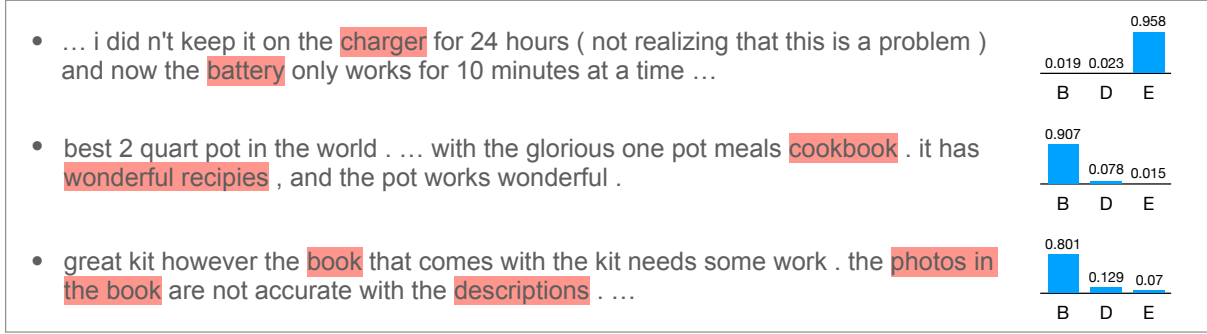 • … i did n't keep it on the charger for 24 hours ( not realizing that this is a problem )
and now the battery only works for 10 minutes at a time …
0.958
0.019 0.023
B D E
• best 2 quart pot in the world . … with the glorious one pot meals cookbook . it has
wonderful recipies , and the pot works wonderful .
0.907
0.078 0.015
B D E
• great kit however the book that comes with the kit needs some work . the photos in
the book are not accurate with the descriptions . …
0.801
0.129 0.07
B D E